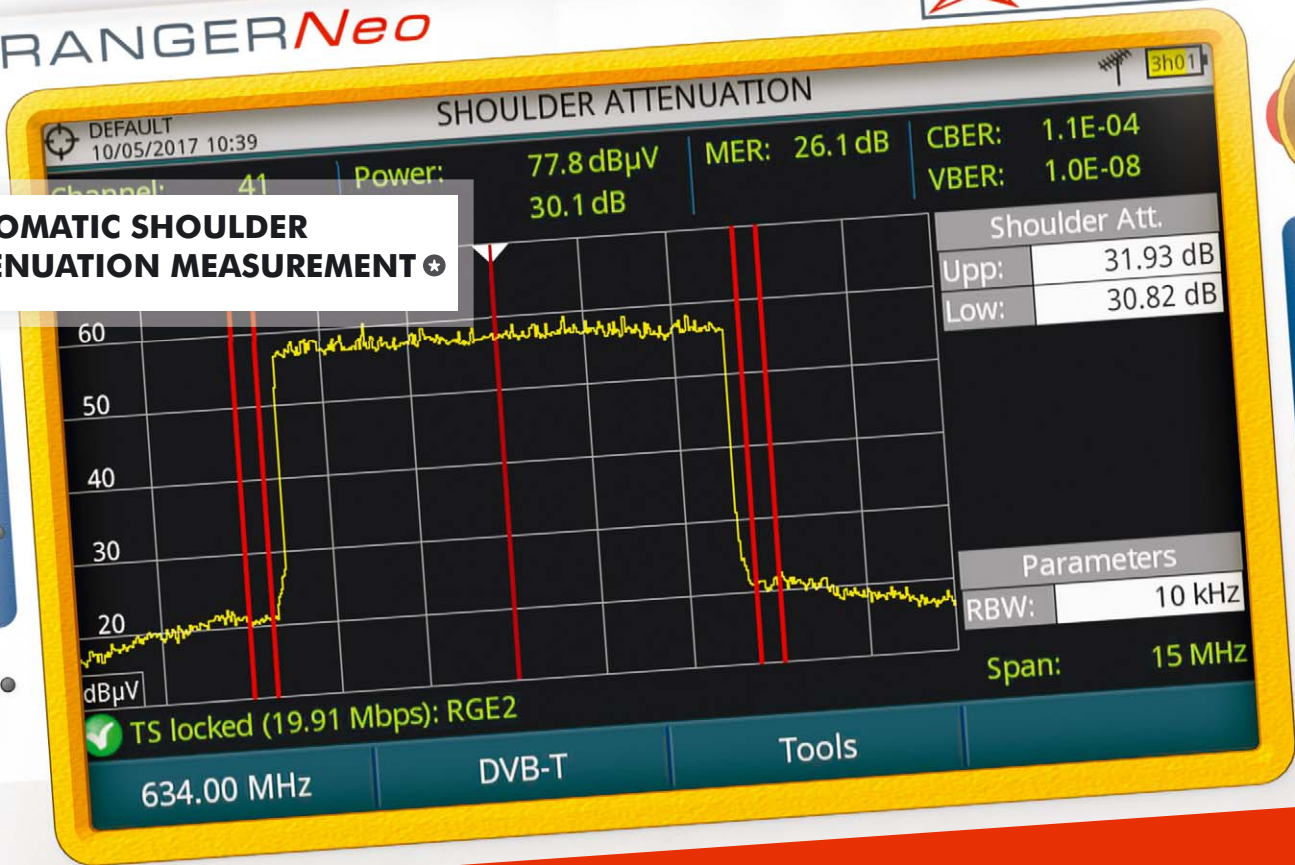 RANGERNeo
DEFAULT
10/05/2017 10:39
SHOULDER ATTENUATION
3h01
Channel: 41
Power: 77.8 dBµV
30.1 dB
MER: 26.1 dB
CBER: 1.1E-04
VBER: 1.0E-08
OMATIC SHOULDER
ENUATION MEASUREMENT
Shoulder Att.
Upp: 31.93 dB
Low: 30.82 dB
60
50
40
30
20
dBµV
Parameters
RBW: 10 kHz
Span: 15 MHz
TS locked (19.91 Mbps): RGE2
634.00 MHz
DVB-T
Tools